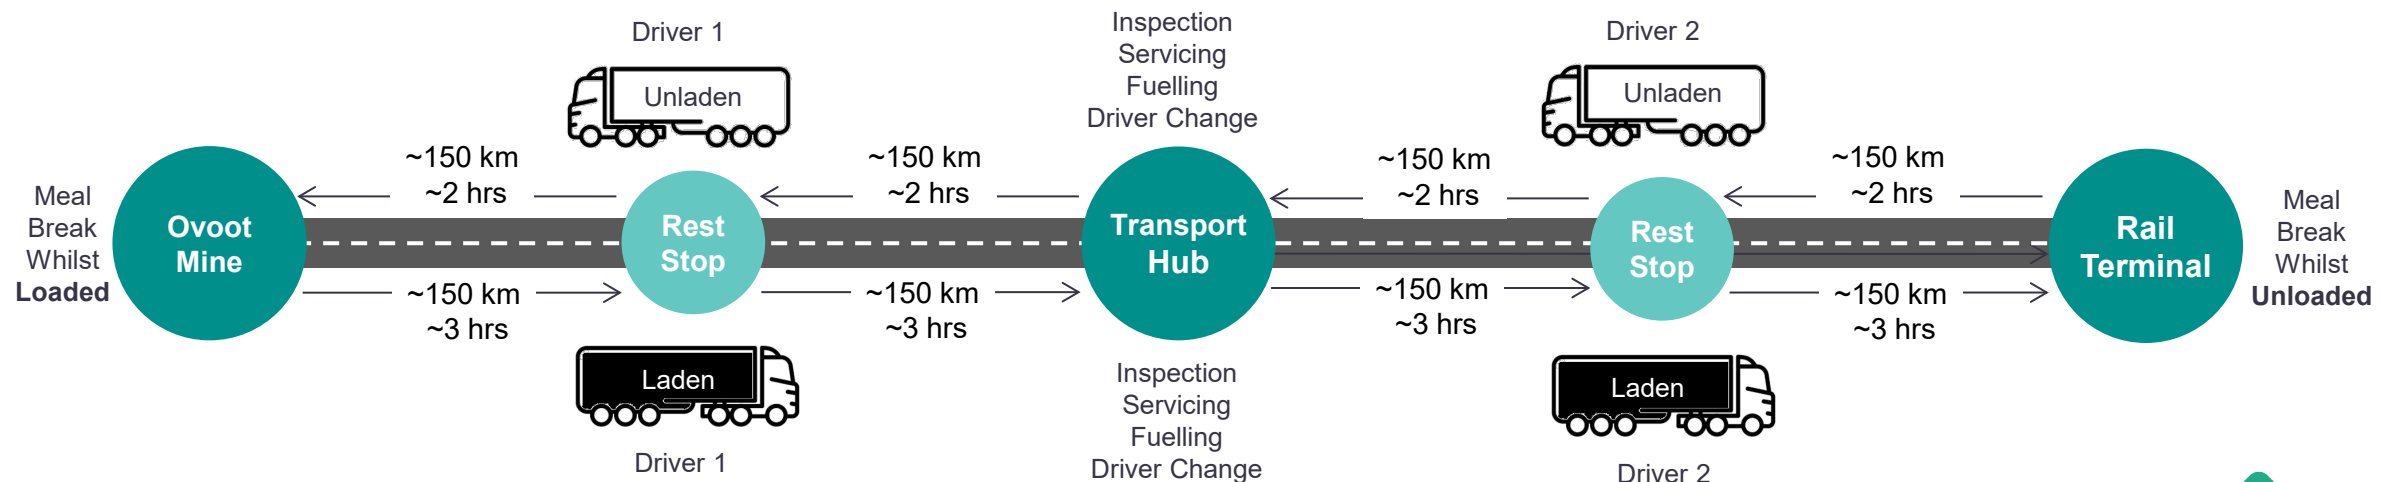 Driver 1
Unladen
Inspection
Servicing
Fuelling
Driver Change
Driver 2
Unladen
~150 km
~2 hrs
~150 km
~2 hrs
~150 km
~2 hrs
~150 km
~2 hrs
Meal
Break
Whilst
Loaded
Ovoot
Mine
Rest
Stop
Transport
Hub
Rest
Stop
Rail
Terminal
Meal
Break
Whilst
Unloaded
~150 km
~3 hrs
~150 km
~3 hrs
~150 km
~3 hrs
~150 km
~3 hrs
Laden
Driver 1
Inspection
Servicing
Fuelling
Driver Change
Laden
Driver 2